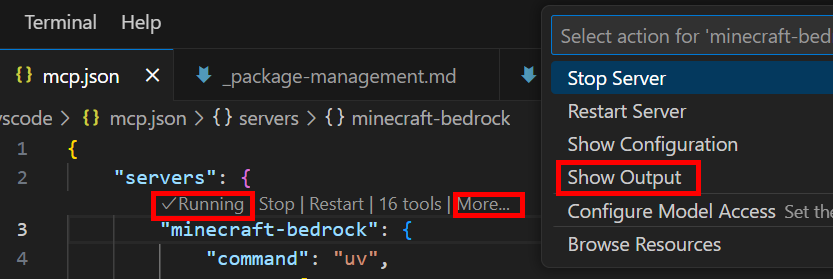 Terminal Help
mcp.json
_package-management.md
vscode > mcp.json > servers > minecraft-bedrock
1 {
2 "servers": {
✓Running Stop | Restart | 16 tools | More...
3 "minecraft-bedrock": {
4 "command": "uv",
Select action for 'minecraft-bed
Stop Server
Restart Server
Show Configuration
Show Output
Configure Model Access Set the
Browse Resources